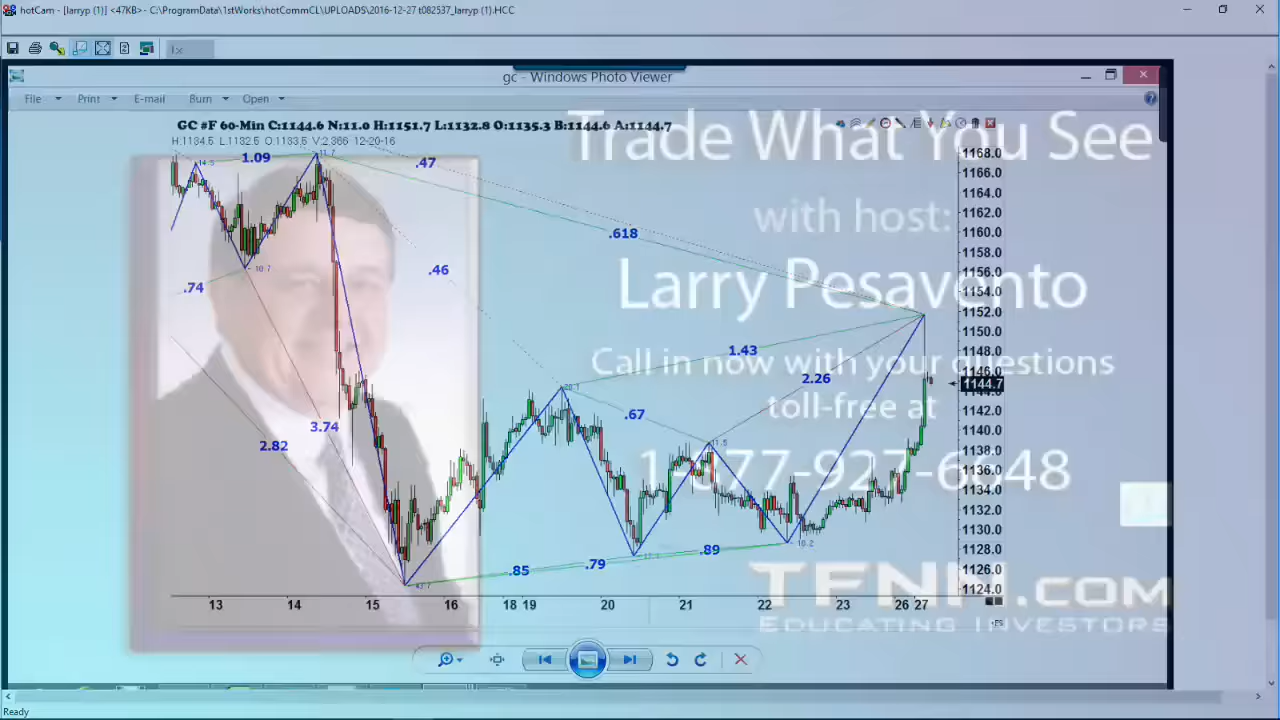 hotCam - [larryp (1)] <47KB>- C:\ProgramData\1stWorks\hotCommCL\UPLOADS\2016-12-27 t082537_larryp (1).HCC
1x
gc - Windows Photo Viewer
File Print E-mail Burn Open
GC #F 60-Min C:1144.6 N:11.0 H:1151.7 L:1132.8 O:1135.3 B:1144.6 A:1144.7
H:1134.5 L:1132.5 O:1133.5 V:2,366 12-20-16
Trade What You See
with host:
Larry Pesavento
Call in now with your questions
toll-free at
1-877-927-6648
TFNN.COM
EDUCATING INVESTORS
1.09
.47
.618
.46
.74
1.43
2.26
.67
3.74
2.82
.89
.79
.85
1168.0
1166.0
1164.0
1162.0
1160.0
1158.0
1156.0
1154.0
1152.0
1150.0
1148.0
1146.0
1144.7
1142.0
1140.0
1138.0
1136.0
1134.0
1132.0
1130.0
1128.0
1126.0
1124.0
13 14 15 16 18 19 20 21 22 23 26 27
Ready